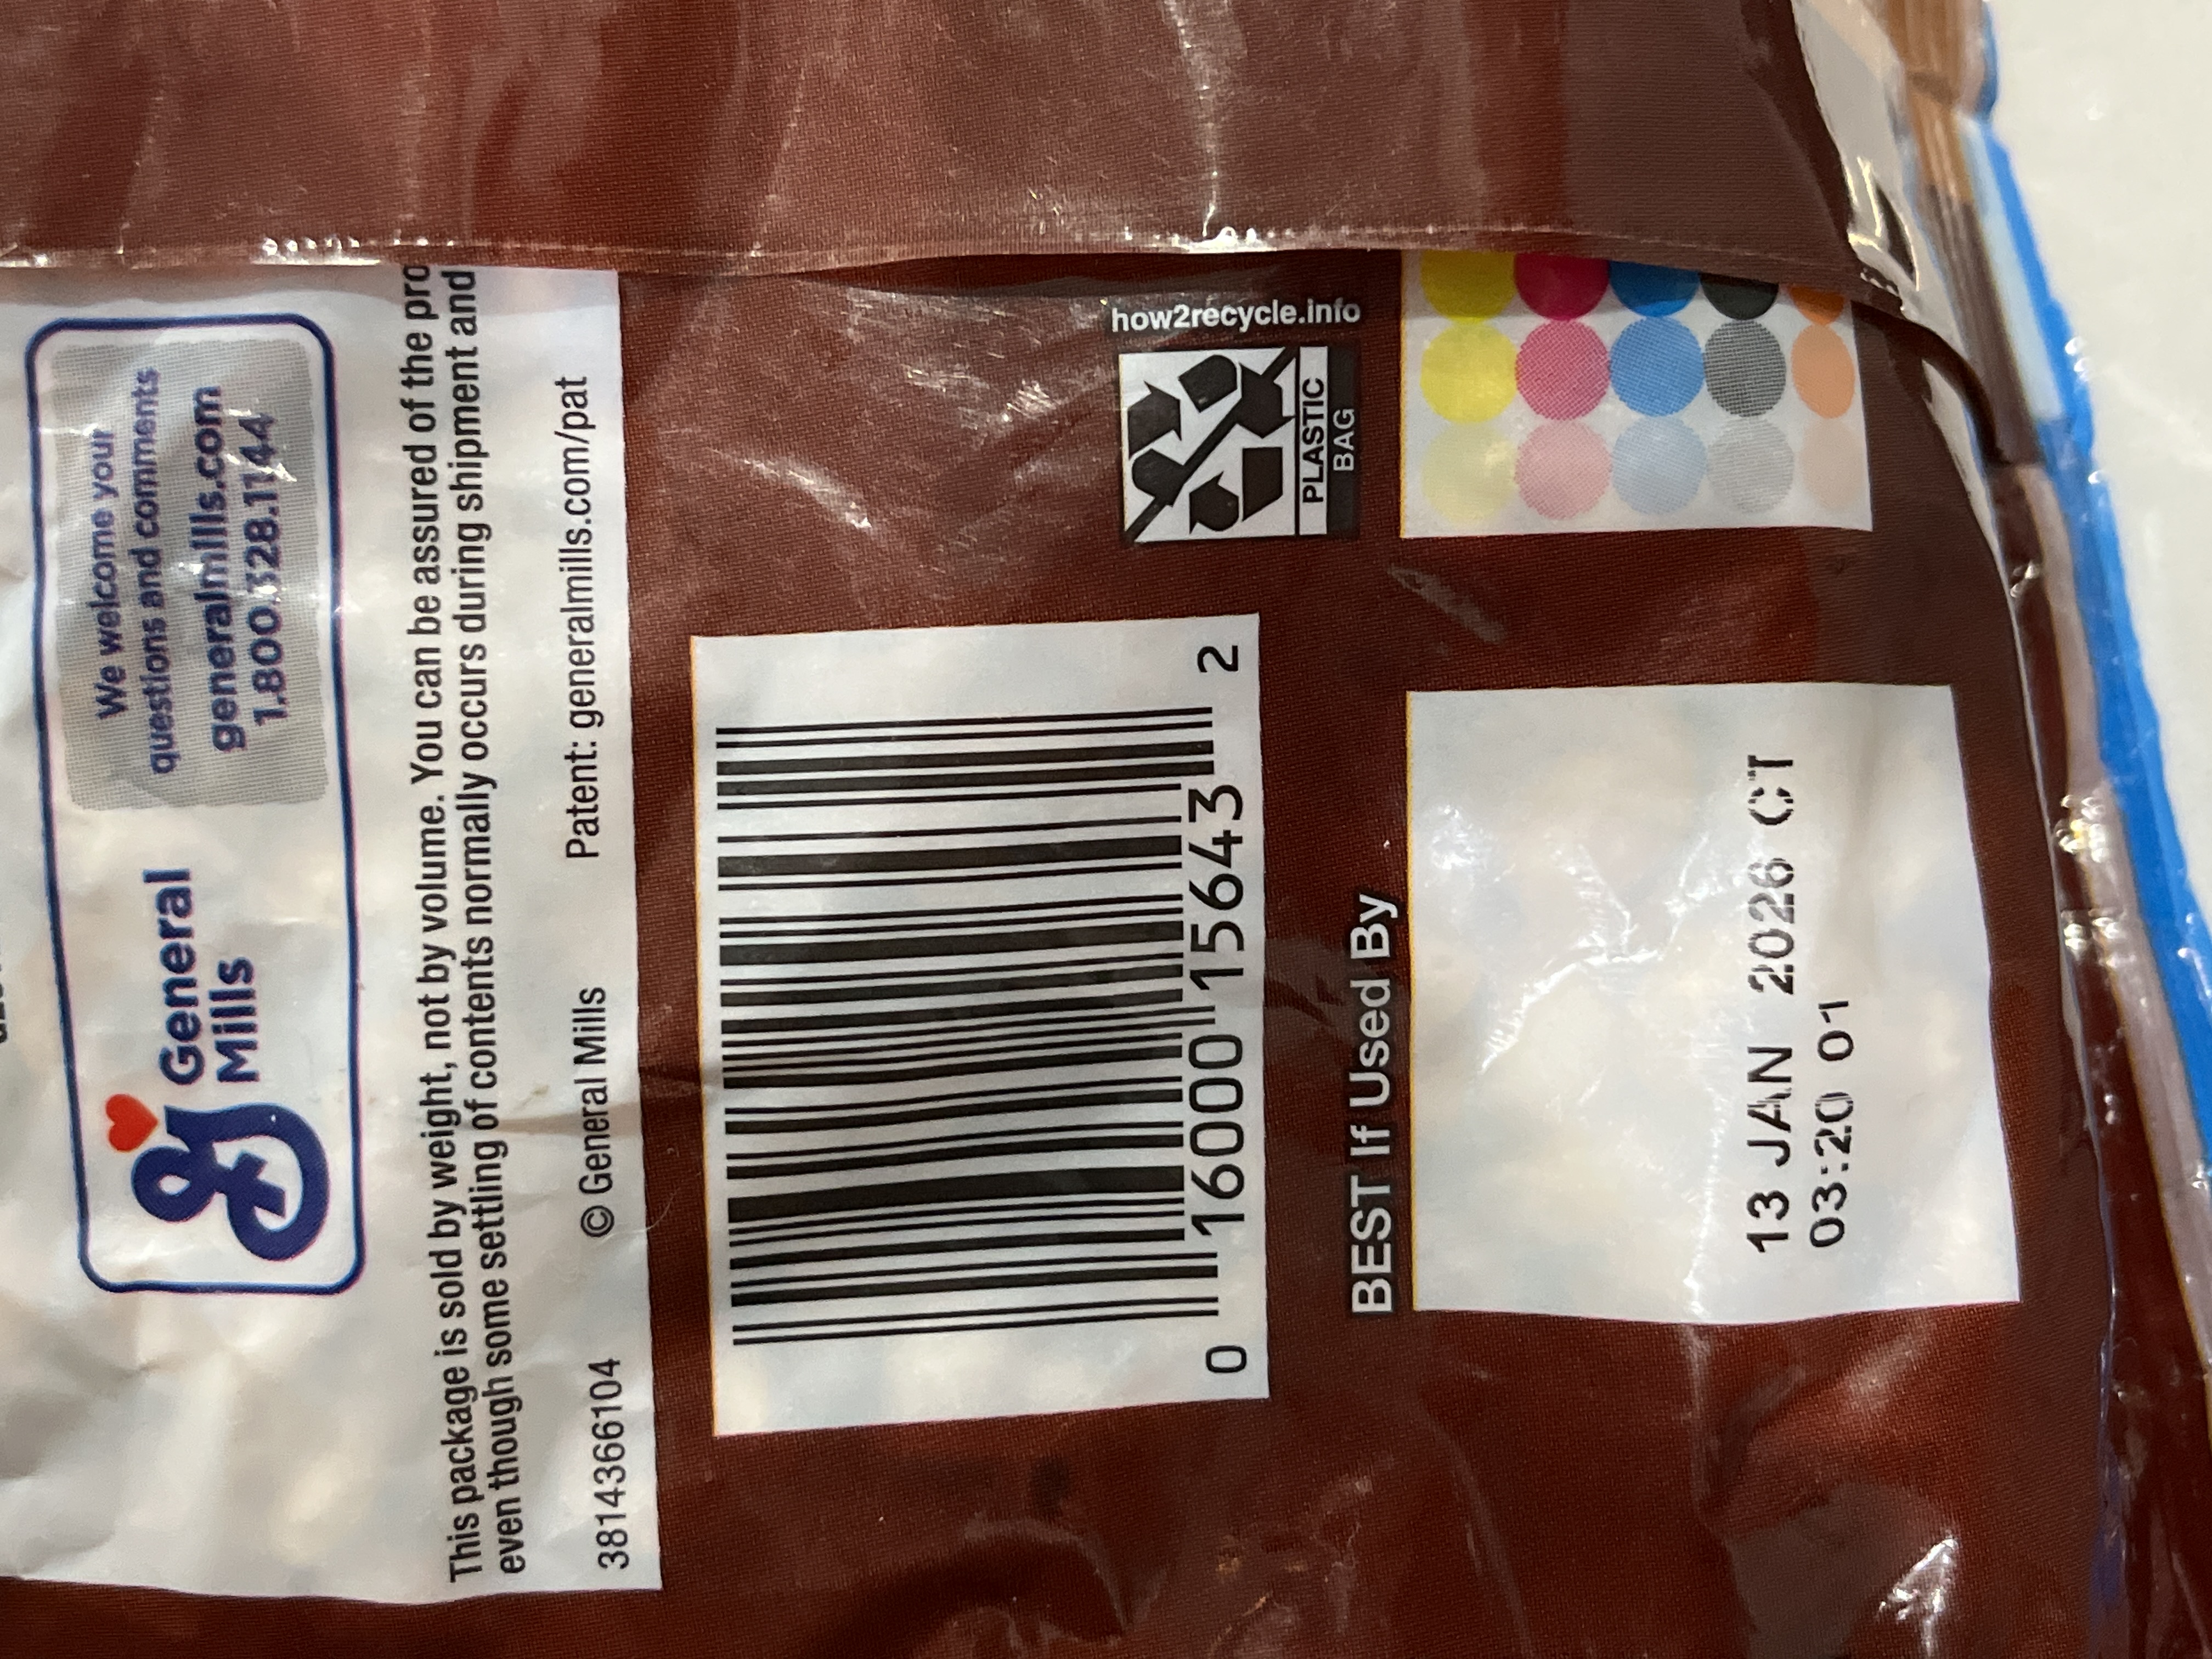 We welcome your
questions and comments
generalmills.com
1.800.328.1144
General
Mills
This package is sold by weight, not by volume. You can be assured of the
even though some settling of contents normally occurs during shipment and
3814366104 © General Mills Patent: generalmills.com/pat
how2recycle.info
PLASTIC
BAG
0 16000 15643 2
BEST If Used By
13 JAN 2026 CT
03:20 01